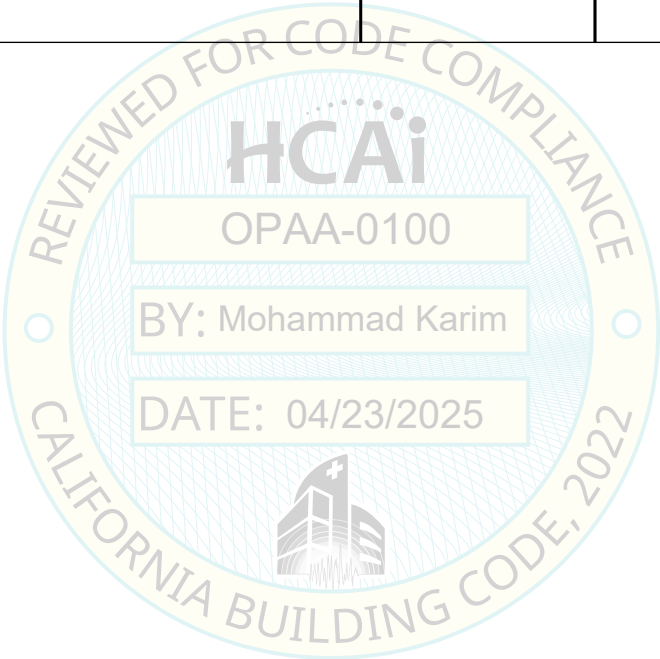 REVIEWED FOR CODE COMPLIANCE
HCAi
OPAA-0100
BY: Mohammad Karim
DATE: 04/23/2025
CALIFORNIA BUILDING CODE, 2022